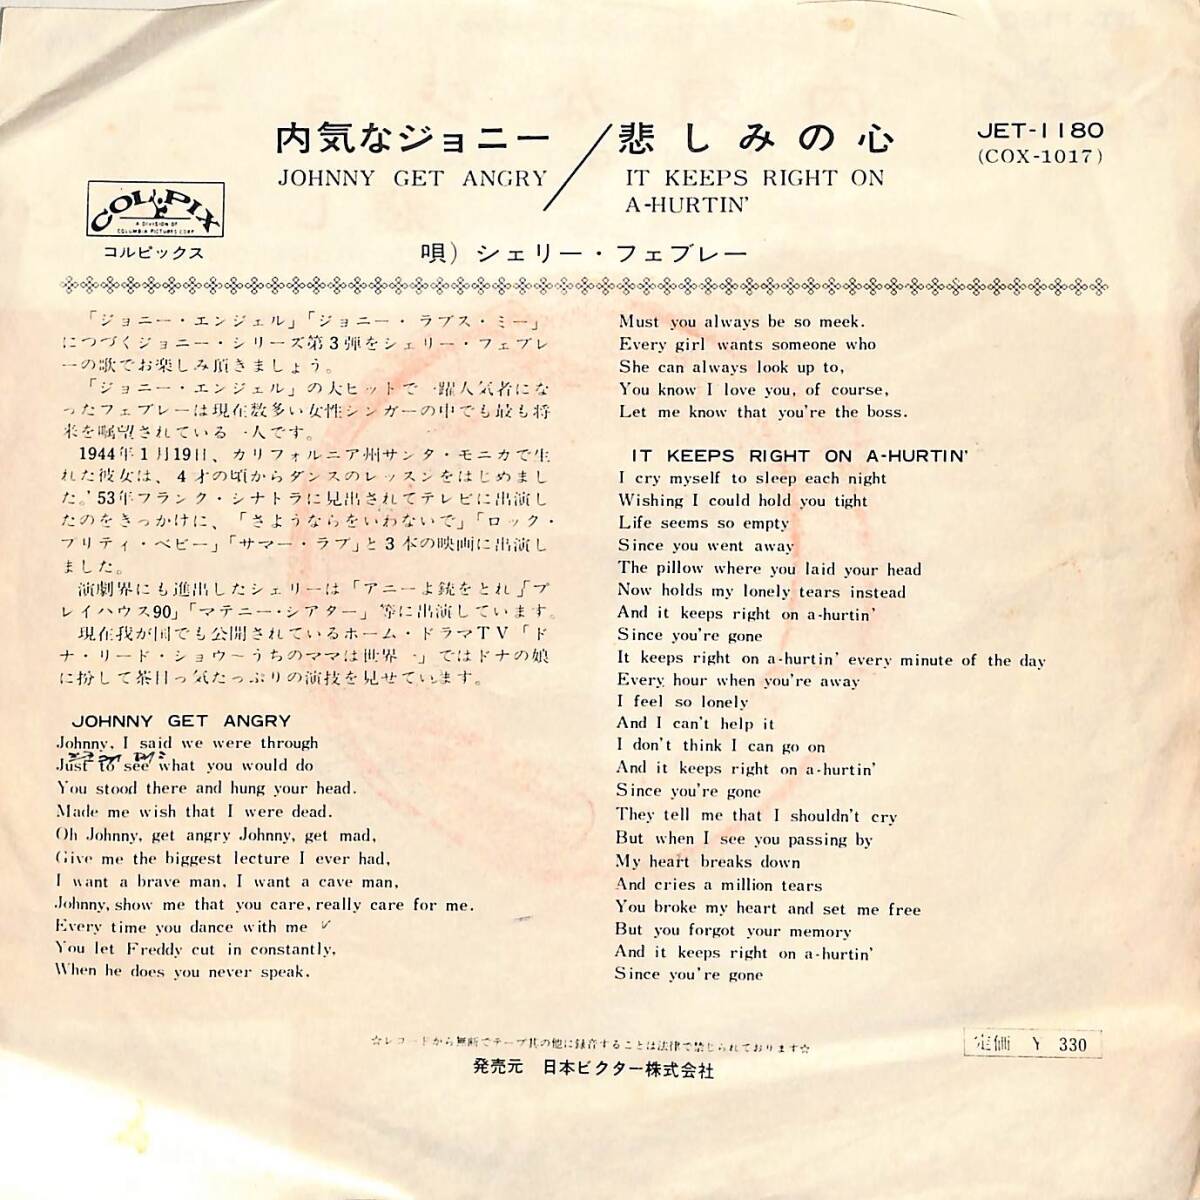 内気なジョニー／悲しみの心
JOHNNY GET ANGRY
IT KEEPS RIGHT ON
A-HURTIN'
JET-1180
(COX-1017)
COLPIX
A DIVISION OF
COLUMBIA PICTURES CORP.
コルピックス
唄) シェリー・フェブレー
「ジョニー・エンジェル」「ジョニー・ラブス・ミー」
につづくジョニー・シリーズ第3弾をシェリー・フェブレ
ーの歌でお楽しみ頂きましょう。
「ジョニー・エンジェル」の大ヒットで一躍人気者にな
ったフェブレーは現在数多い女性シンガーの中でも最も将
来を嘱望されている一人です。
1944年1月19日、カリフォルニア州サンタ・モニカで生
れた彼女は、4才の頃からダンスのレッスンをはじめまし
た。'53年フランク・シナトラに見出されてテレビに出演し
たのをきっかけに、「さようならをいわないで」「ロック・
プリティ・ベビー」「サマー・ラブ」と3本の映画に出演し
ました。
演劇界にも進出したシェリーは「アニーよ銃をとれ」「プ
レイハウス90」「マテニー・シアター」等に出演しています。
現在我が国でも公開されているホーム・ドラマTV「ド
ナ・リード・ショウ～うちのママは世界一」ではドナの娘
に扮して茶目っ気たっぷりの演技を見せています。
JOHNNY GET ANGRY
Johnny, I said we were through
Just to see what you would do
You stood there and hung your head.
Made me wish that I were dead.
Oh Johnny, get angry Johnny, get mad,
Give me the biggest lecture I ever had,
I want a brave man, I want a cave man,
Johnny, show me that you care, really care for me.
Every time you dance with me
You let Freddy cut in constantly,
When he does you never speak,
Must you always be so meek.
Every girl wants someone who
She can always look up to,
You know I love you, of course,
Let me know that you're the boss.
IT KEEPS RIGHT ON A-HURTIN'
I cry myself to sleep each night
Wishing I could hold you tight
Life seems so empty
Since you went away
The pillow where you laid your head
Now holds my lonely tears instead
And it keeps right on a-hurtin'
Since you're gone
It keeps right on a-hurtin' every minute of the day
Every hour when you're away
I feel so lonely
And I can't help it
I don't think I can go on
And it keeps right on a-hurtin'
Since you're gone
They tell me that I shouldn't cry
But when I see you passing by
My heart breaks down
And cries a million tears
You broke my heart and set me free
But you forgot your memory
And it keeps right on a-hurtin'
Since you're gone
☆レコードから無断でテープ其の他に録音することは法律で禁じられております☆
発売元 日本ビクター株式会社
定価 ￥ 330